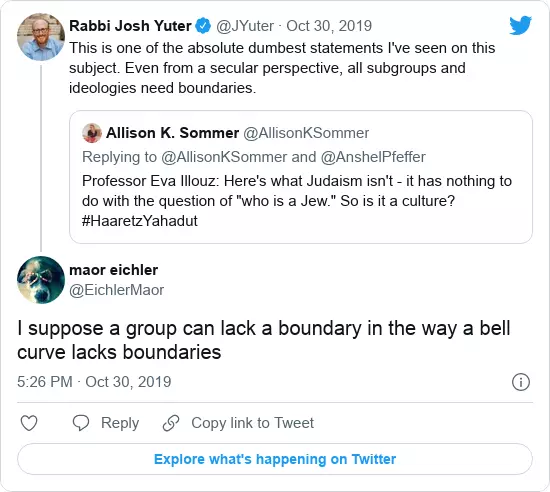 Rabbi Josh Yuter @JYuter · Oct 30, 2019
This is one of the absolute dumbest statements I've seen on this
subject. Even from a secular perspective, all subgroups and
ideologies need boundaries.
Allison K. Sommer @AllisonKSommer
Replying to @AllisonKSommer and @AnshelPfeffer
Professor Eva Illouz: Here's what Judaism isn't - it has nothing to
do with the question of "who is a Jew." So is it a culture?
#HaaretzYahadut
maor eichler
@EichlerMaor
I suppose a group can lack a boundary in the way a bell
curve lacks boundaries
5:26 PM · Oct 30, 2019
Reply Copy link to Tweet
Explore what's happening on Twitter